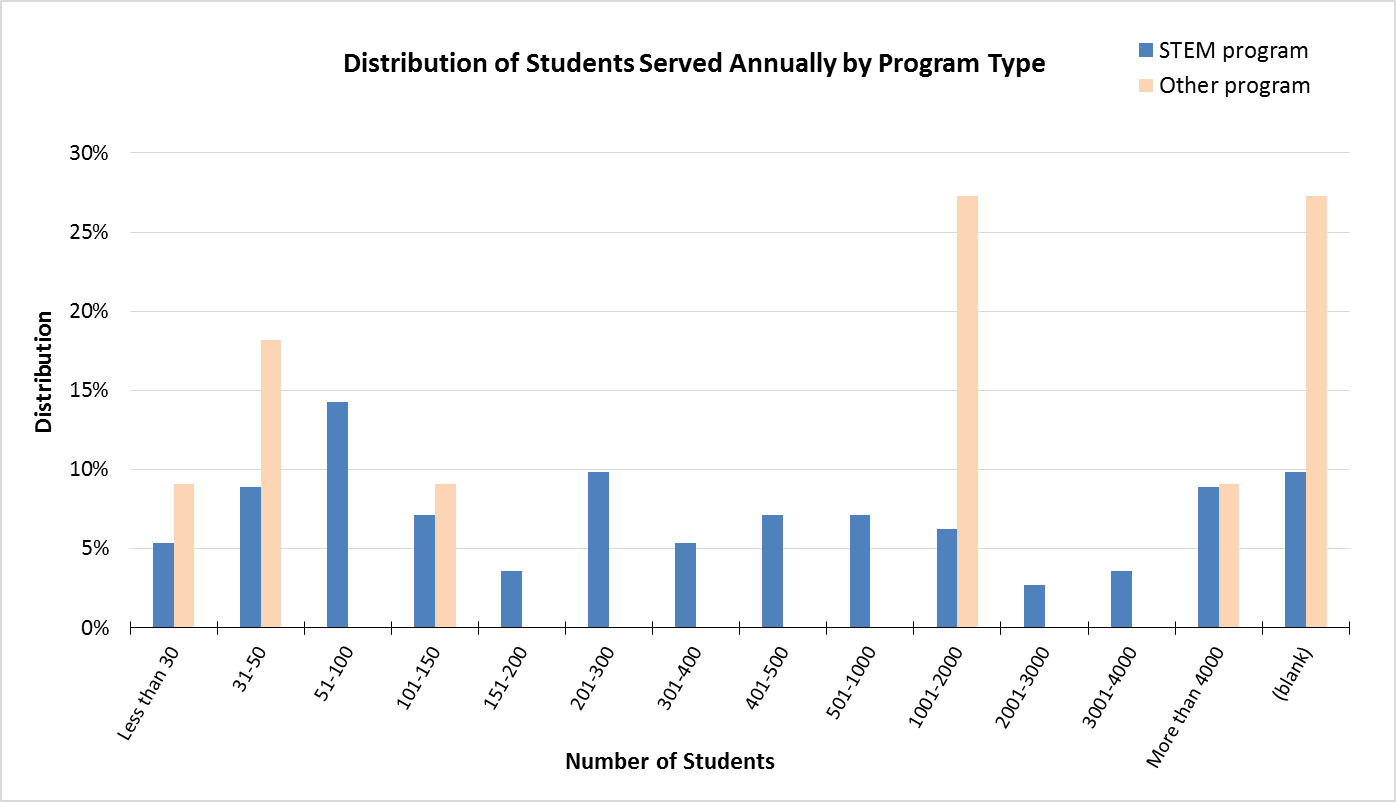 Distribution of Students Served Annually by Program Type
STEM program
Other program
30%
25%
20%
15%
10%
5%
0%
Distribution
Less than 30
31-50
51-100
101-150
151-200
201-300
301-400
401-500
501-1000
1001-2000
2001-3000
3001-4000
More than 4000
(blank)
Number of Students